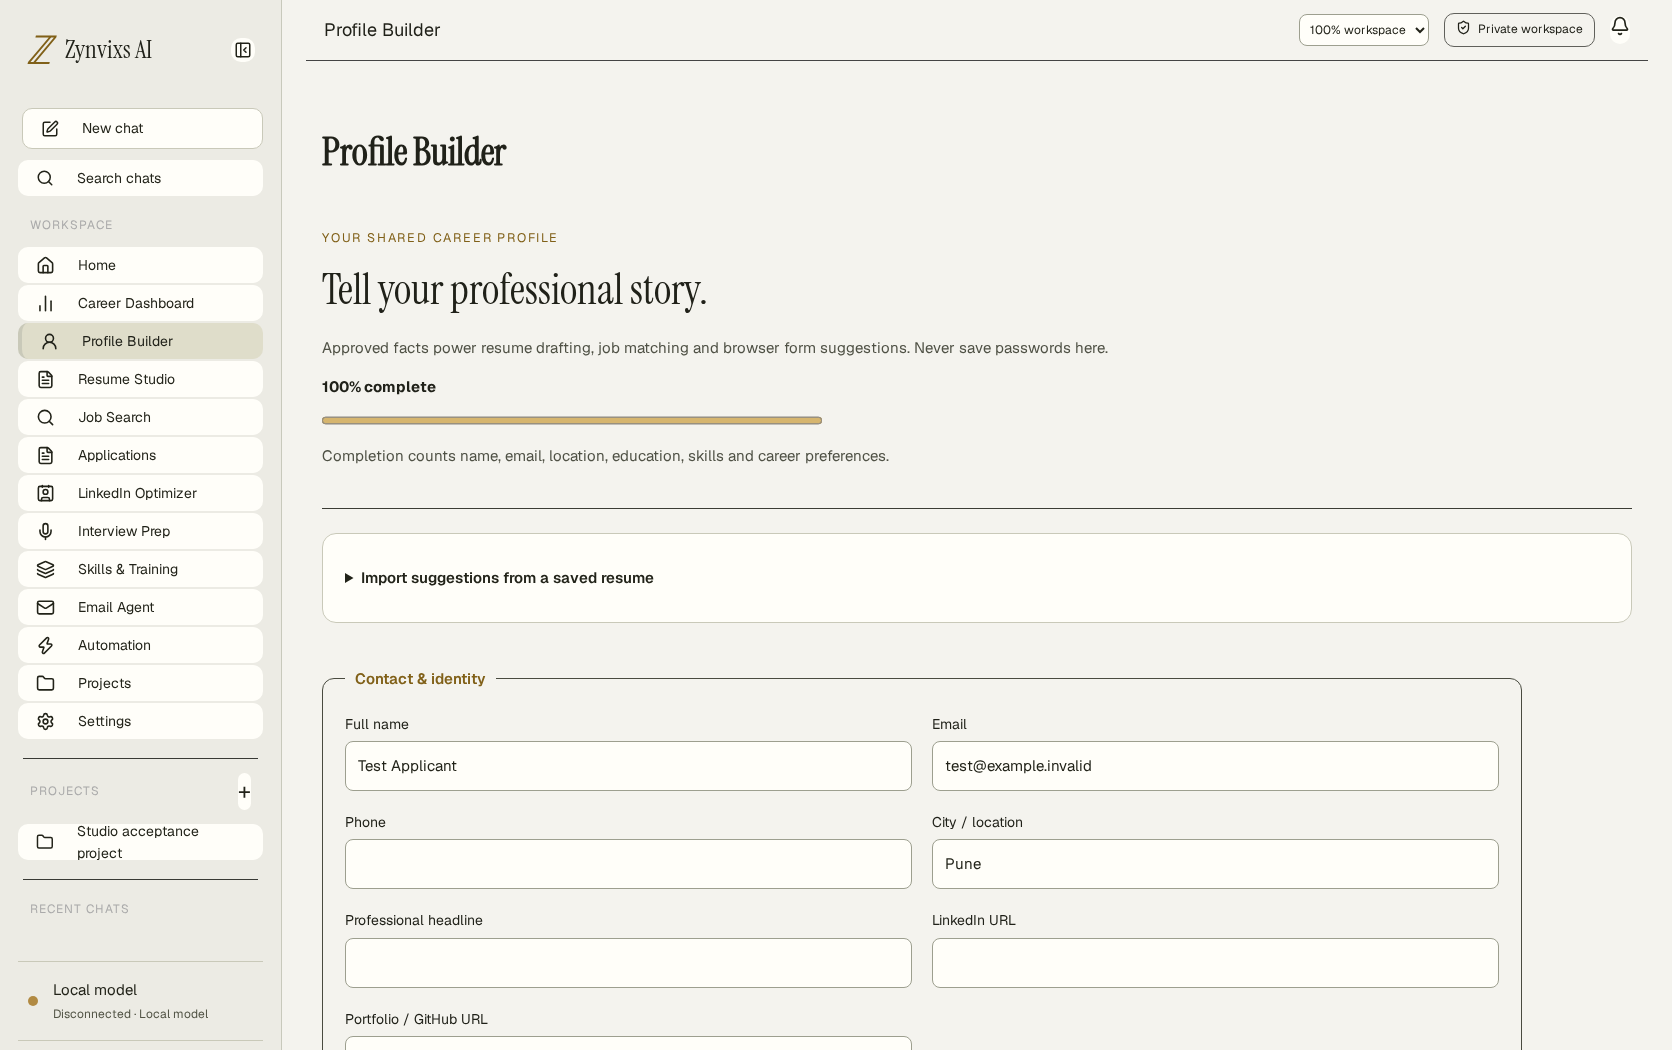 Zynvixs AI
New chat
Search chats
WORKSPACE
Home
Career Dashboard
Profile Builder
Resume Studio
Job Search
Applications
LinkedIn Optimizer
Interview Prep
Skills & Training
Email Agent
Automation
Projects
Settings
PROJECTS
+
Studio acceptance
project
RECENT CHATS
Local model
Disconnected · Local model
Profile Builder
100% workspace
Private workspace
Profile Builder
YOUR SHARED CAREER PROFILE
Tell your professional story.
Approved facts power resume drafting, job matching and browser form suggestions. Never save passwords here.
100% complete
Completion counts name, email, location, education, skills and career preferences.
Import suggestions from a saved resume
Contact & identity
Full name
Test Applicant
Email
test@example.invalid
Phone
City / location
Pune
Professional headline
LinkedIn URL
Portfolio / GitHub URL